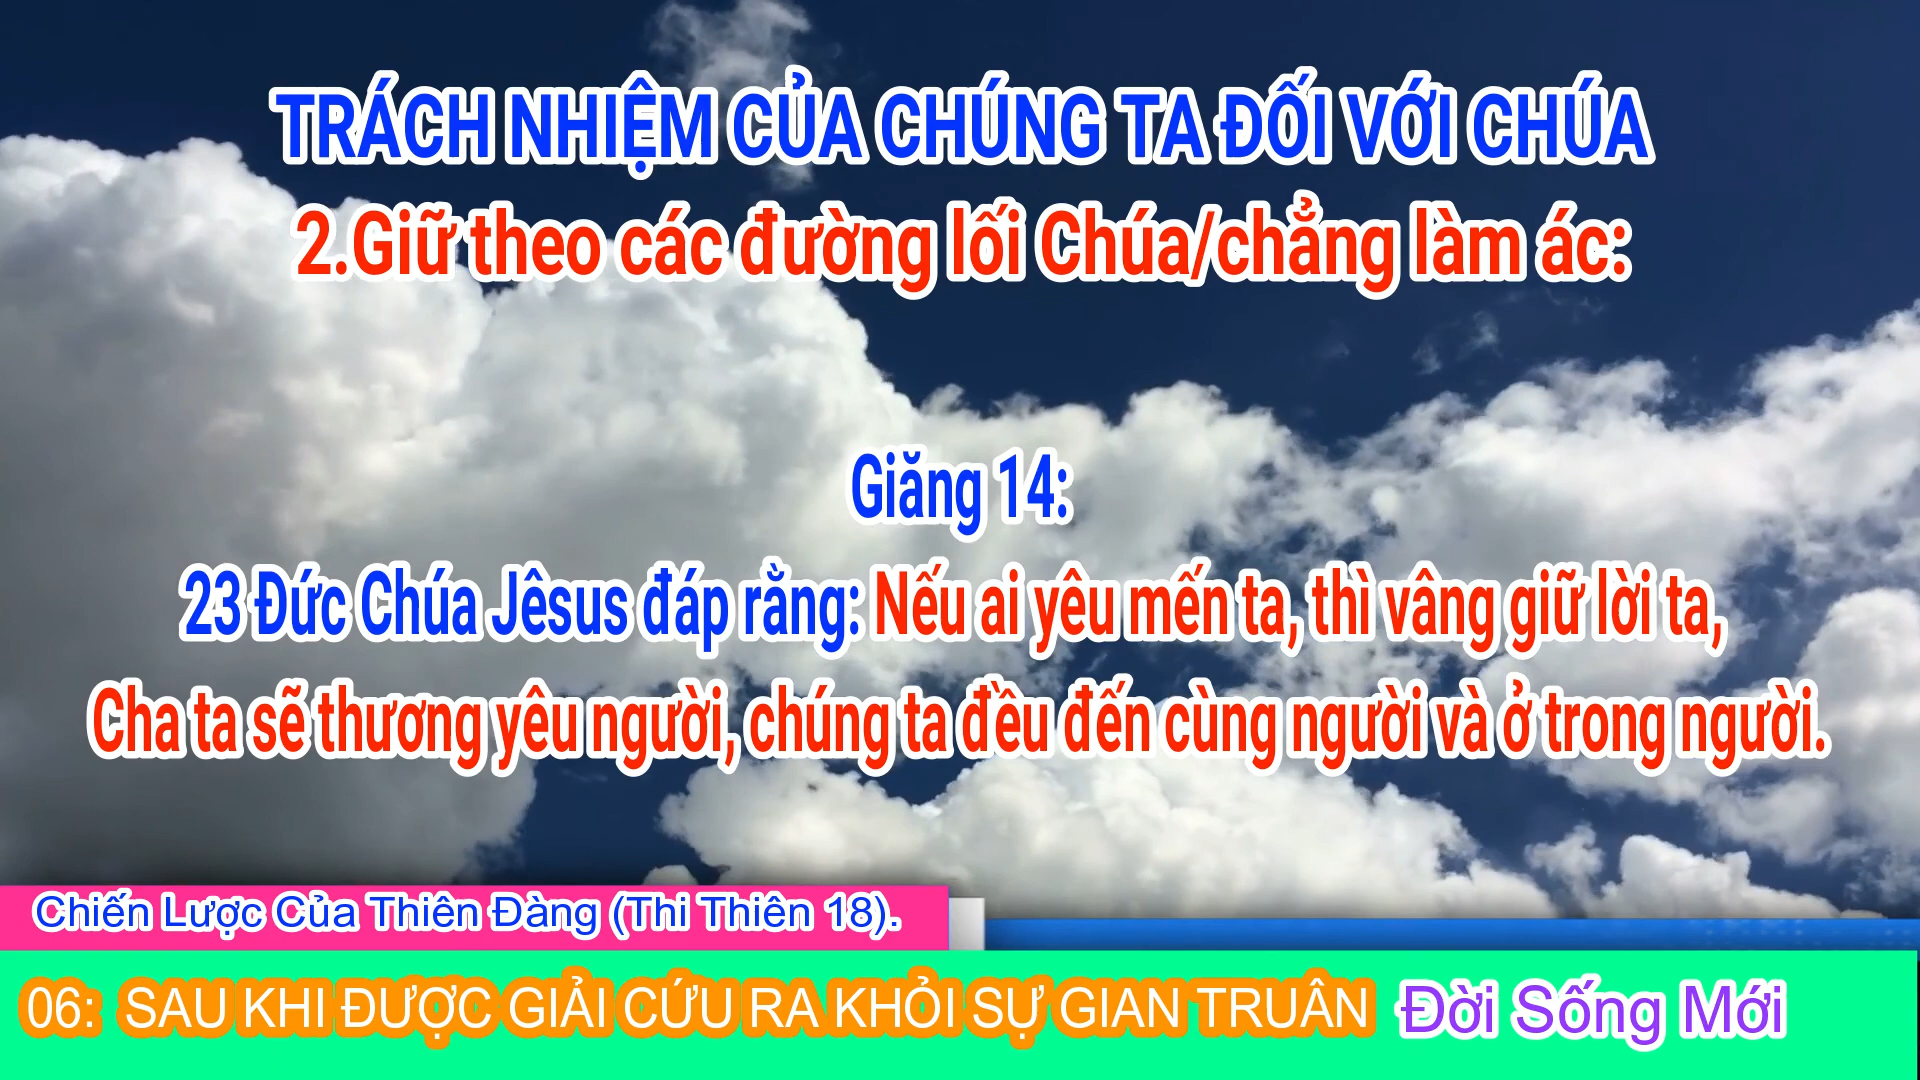 TRÁCH NHIỆM CỦA CHÚNG TA ĐỐI VỚI CHÚA
2.Giữ theo các đường lối Chúa/chẳng làm ác:
Giăng 14:
23 Đức Chúa Jêsus đáp rằng: Nếu ai yêu mến ta, thì vâng giữ lời ta,
Cha ta sẽ thương yêu người, chúng ta đều đến cùng người và ở trong người.
Chiến Lược Của Thiên Đàng (Thi Thiên 18).
06: SAU KHI ĐƯỢC GIẢI CỨU RA KHỎI SỰ GIAN TRUÂN Đời Sống Mới